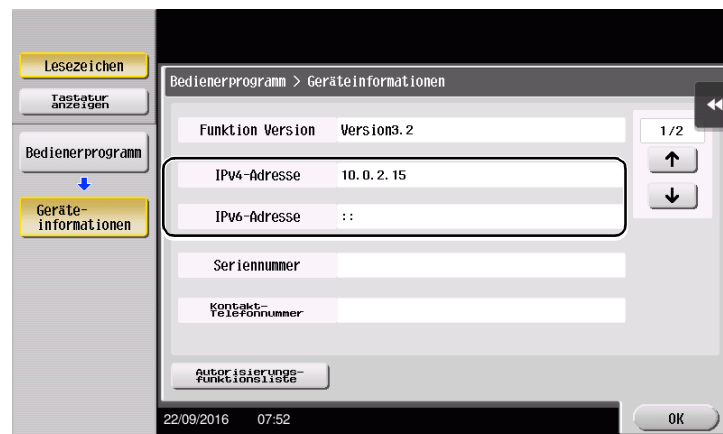 Lesezeichen
Tastatur
anzeigen
Bedienerprogramm
Geräte-
informationen
Bedienerprogramm > Geräteinformationen
Funktion Version Version3.2
1/2
IPv4-Adresse 10.0.2.15
IPv6-Adresse ::
Seriennummer
Kontakt-
Telefonnummer
Autorisierungs-
funktionsliste
22/09/2016 07:52
OK